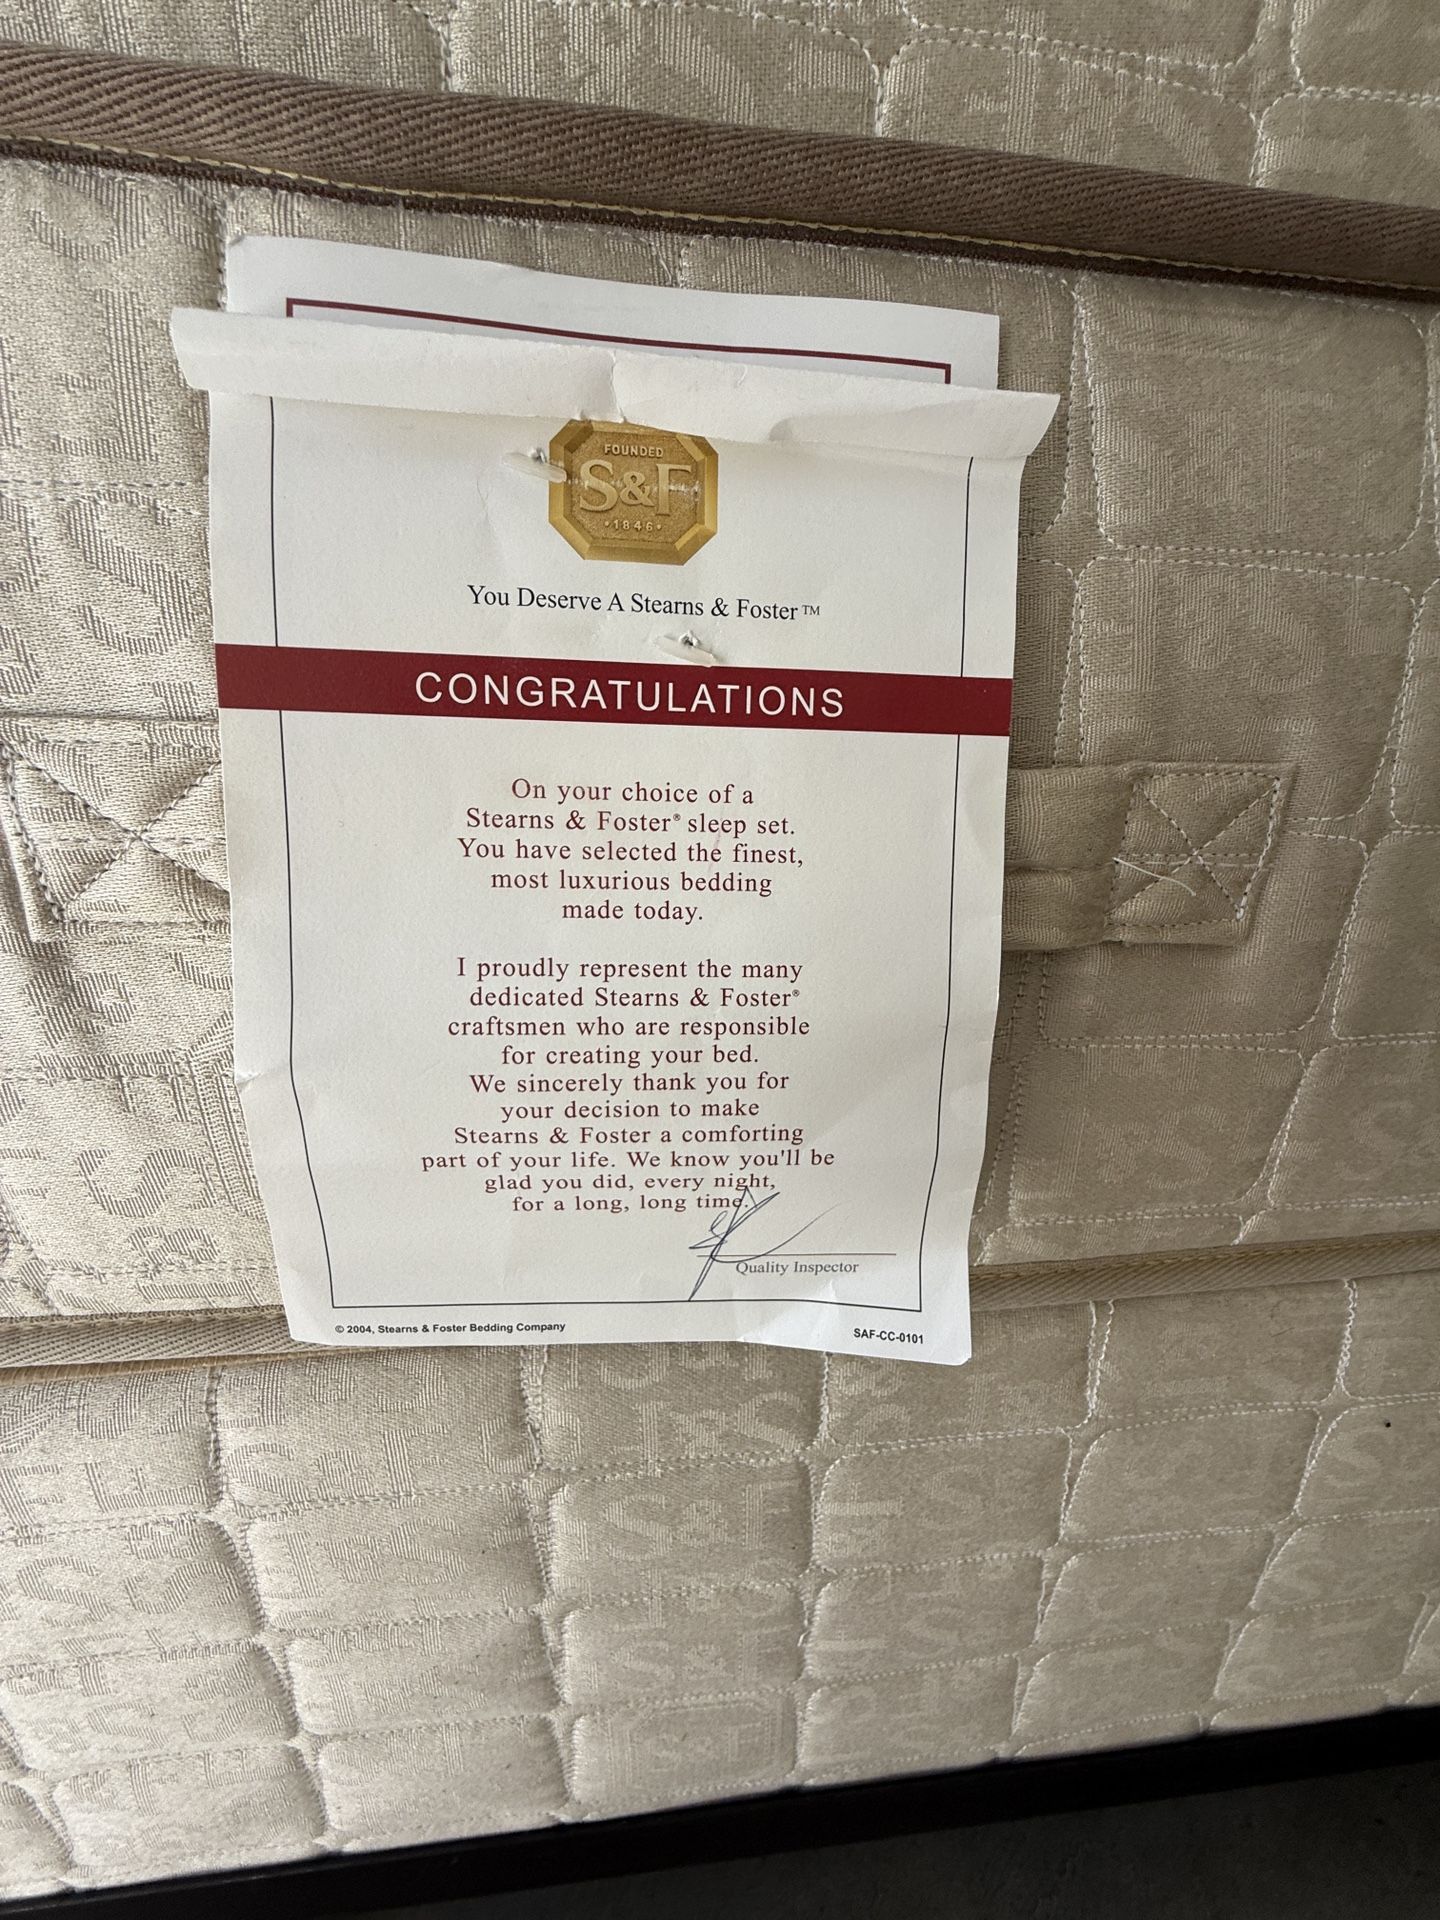 FOUNDED
S&F
•1846•
You Deserve A Stearns & Foster™
CONGRATULATIONS
On your choice of a
Stearns & Foster® sleep set.
You have selected the finest,
most luxurious bedding
made today.
I proudly represent the many
dedicated Stearns & Foster®
craftsmen who are responsible
for creating your bed.
We sincerely thank you for
your decision to make
Stearns & Foster a comforting
part of your life. We know you'll be
glad you did, every night,
for a long, long time.
Quality Inspector
© 2004, Stearns & Foster Bedding Company
SAF-CC-0101